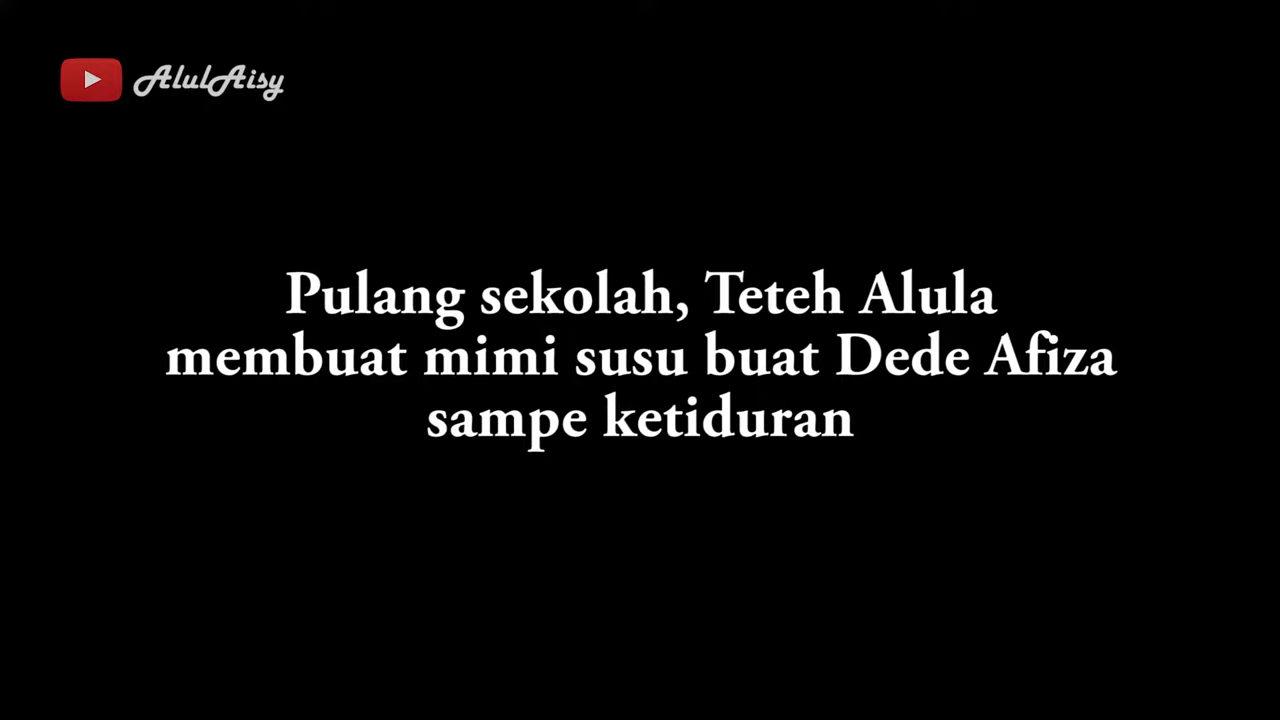 AlulAisy
Pulang sekolah, Teteh Alula
membuat mimi susu buat Dede Afiza
sampe ketiduran